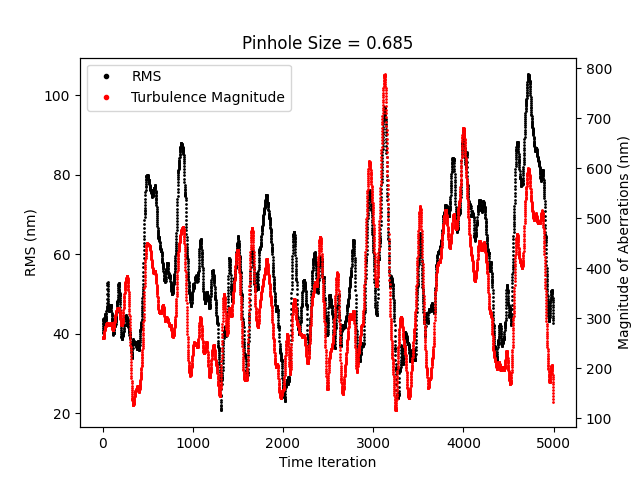 Pinhole Size = 0.685
RMS
Turbulence Magnitude
RMS (nm)
100
80
60
40
20
Magnitude of Aberrations (nm)
800
700
600
500
400
300
200
100
0 1000 2000 3000 4000 5000
Time Iteration